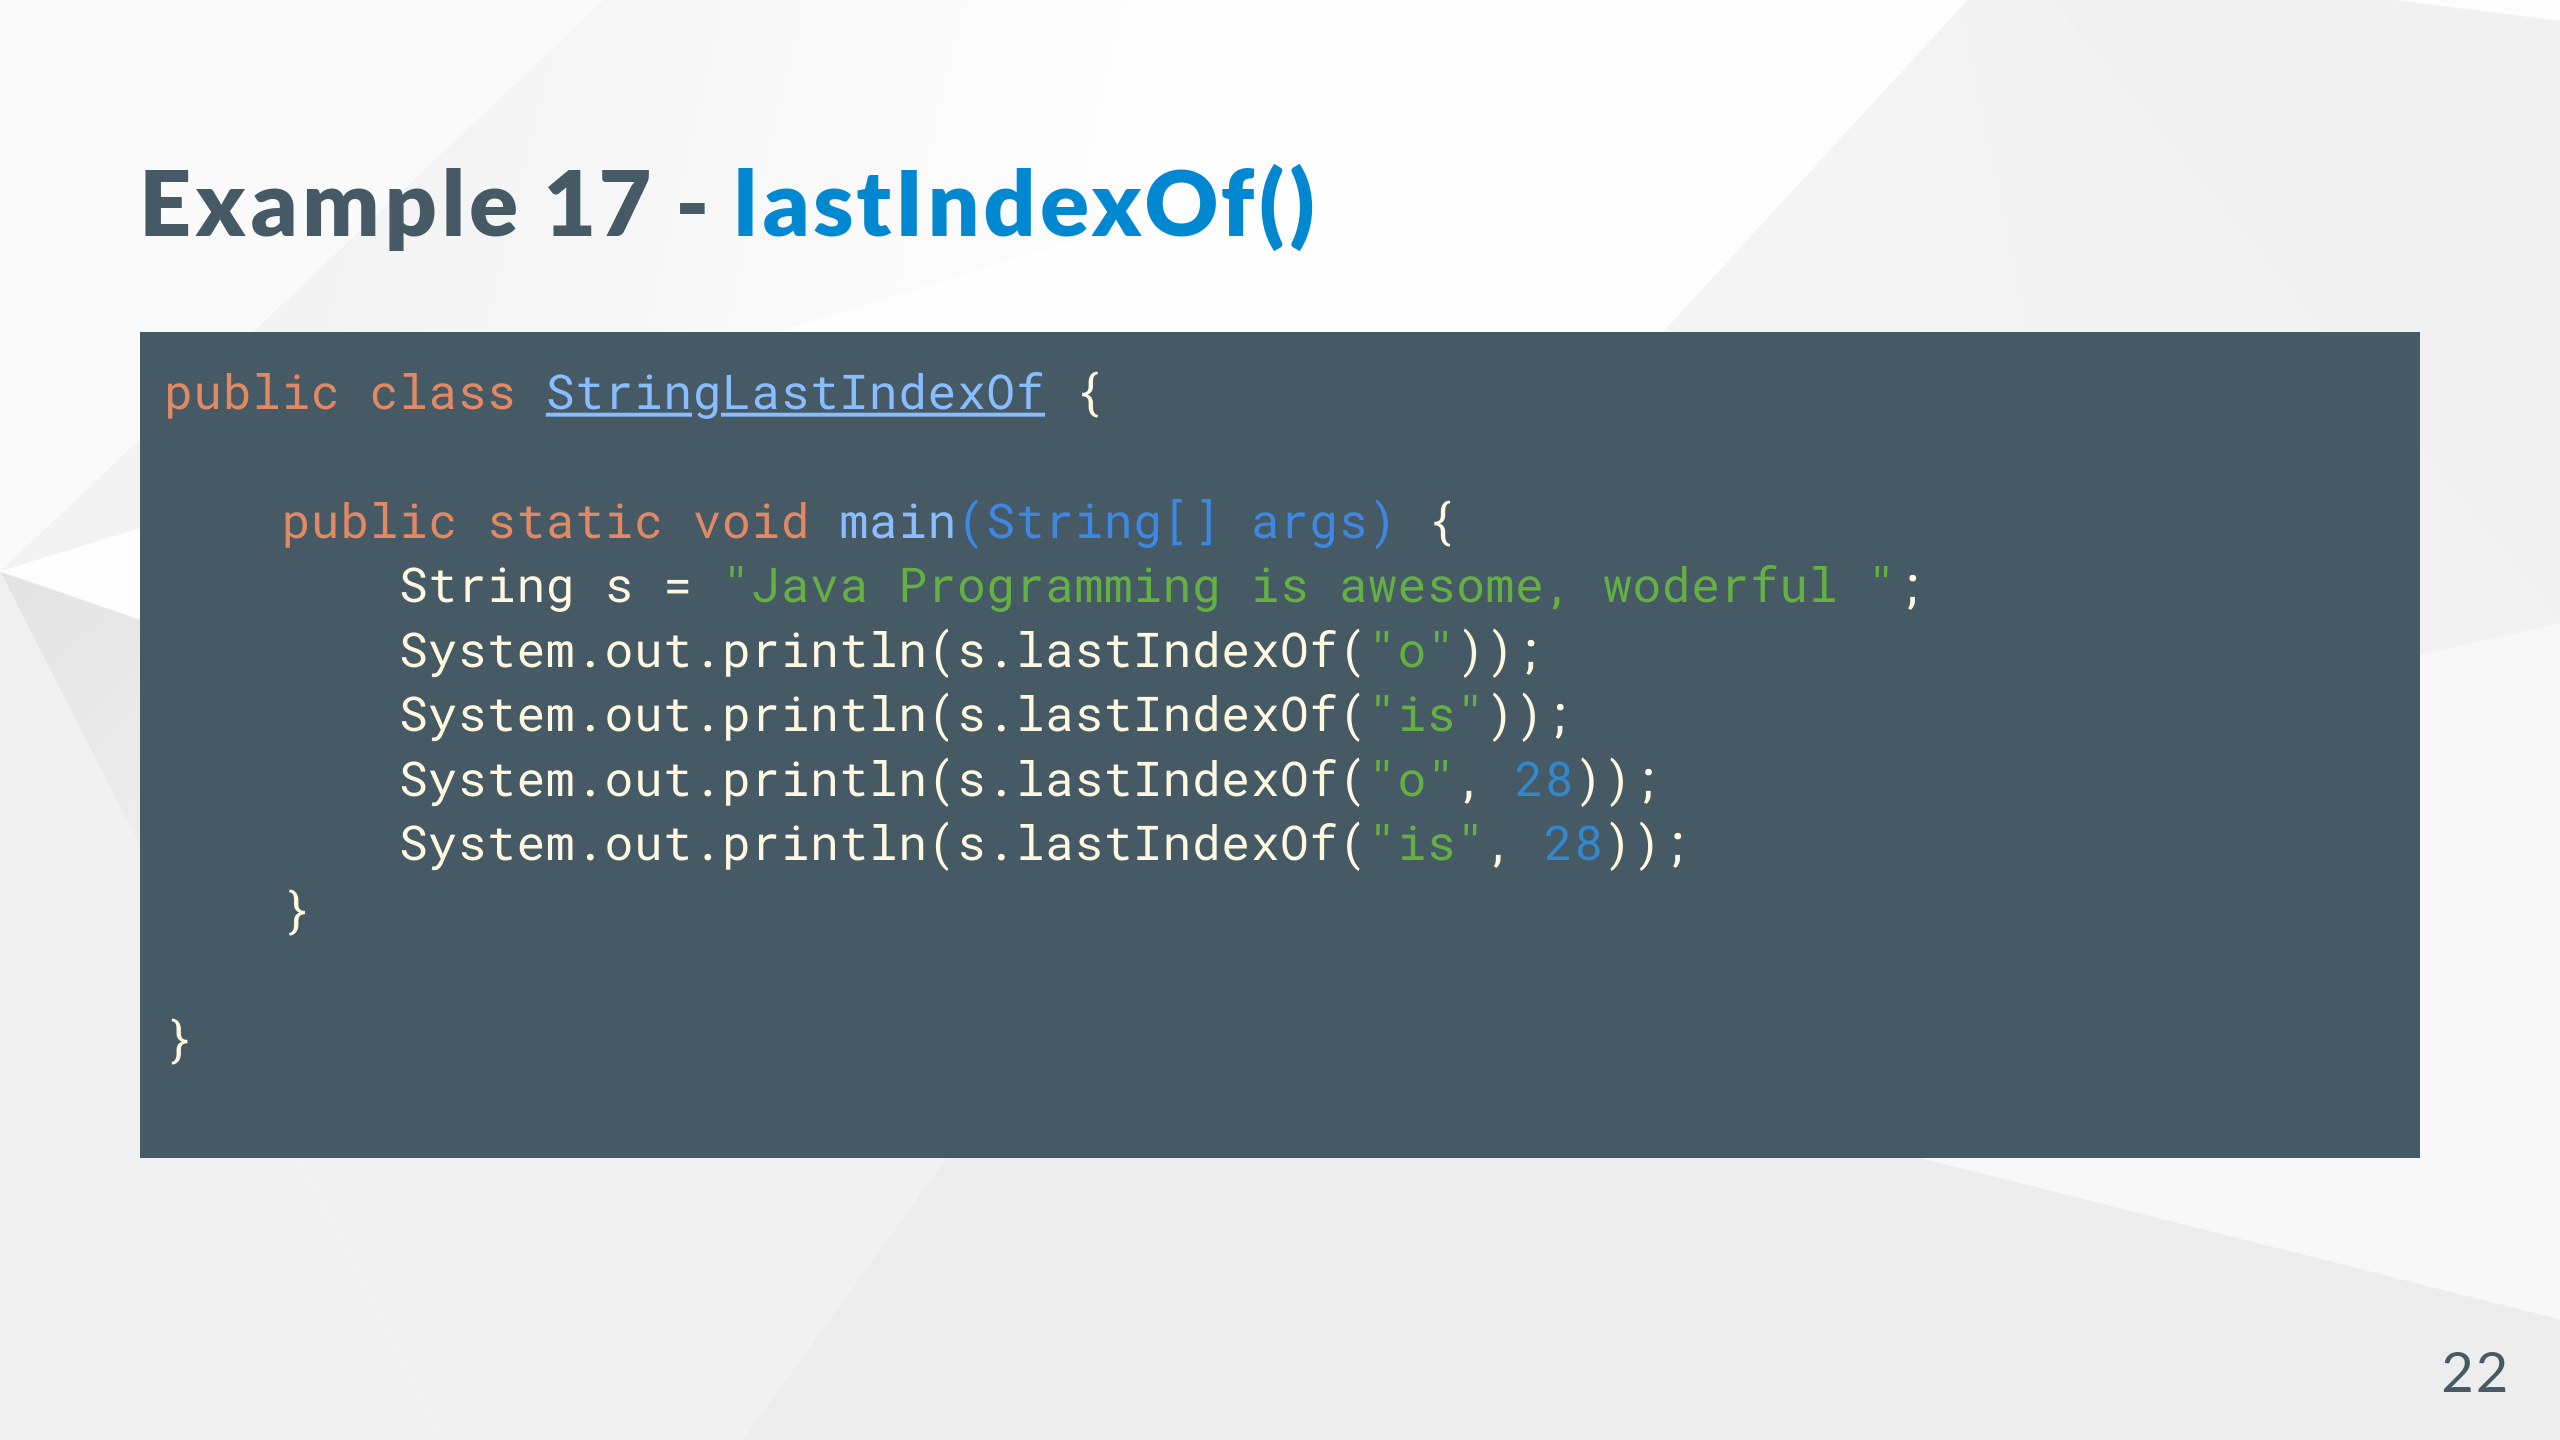 Example 17 - lastIndexOf()
public class StringLastIndexOf {
    public static void main(String[] args) {
        String s = "Java Programming is awesome, woderful ";
        System.out.println(s.lastIndexOf("o"));
        System.out.println(s.lastIndexOf("is"));
        System.out.println(s.lastIndexOf("o", 28));
        System.out.println(s.lastIndexOf("is", 28));
    }
}
22